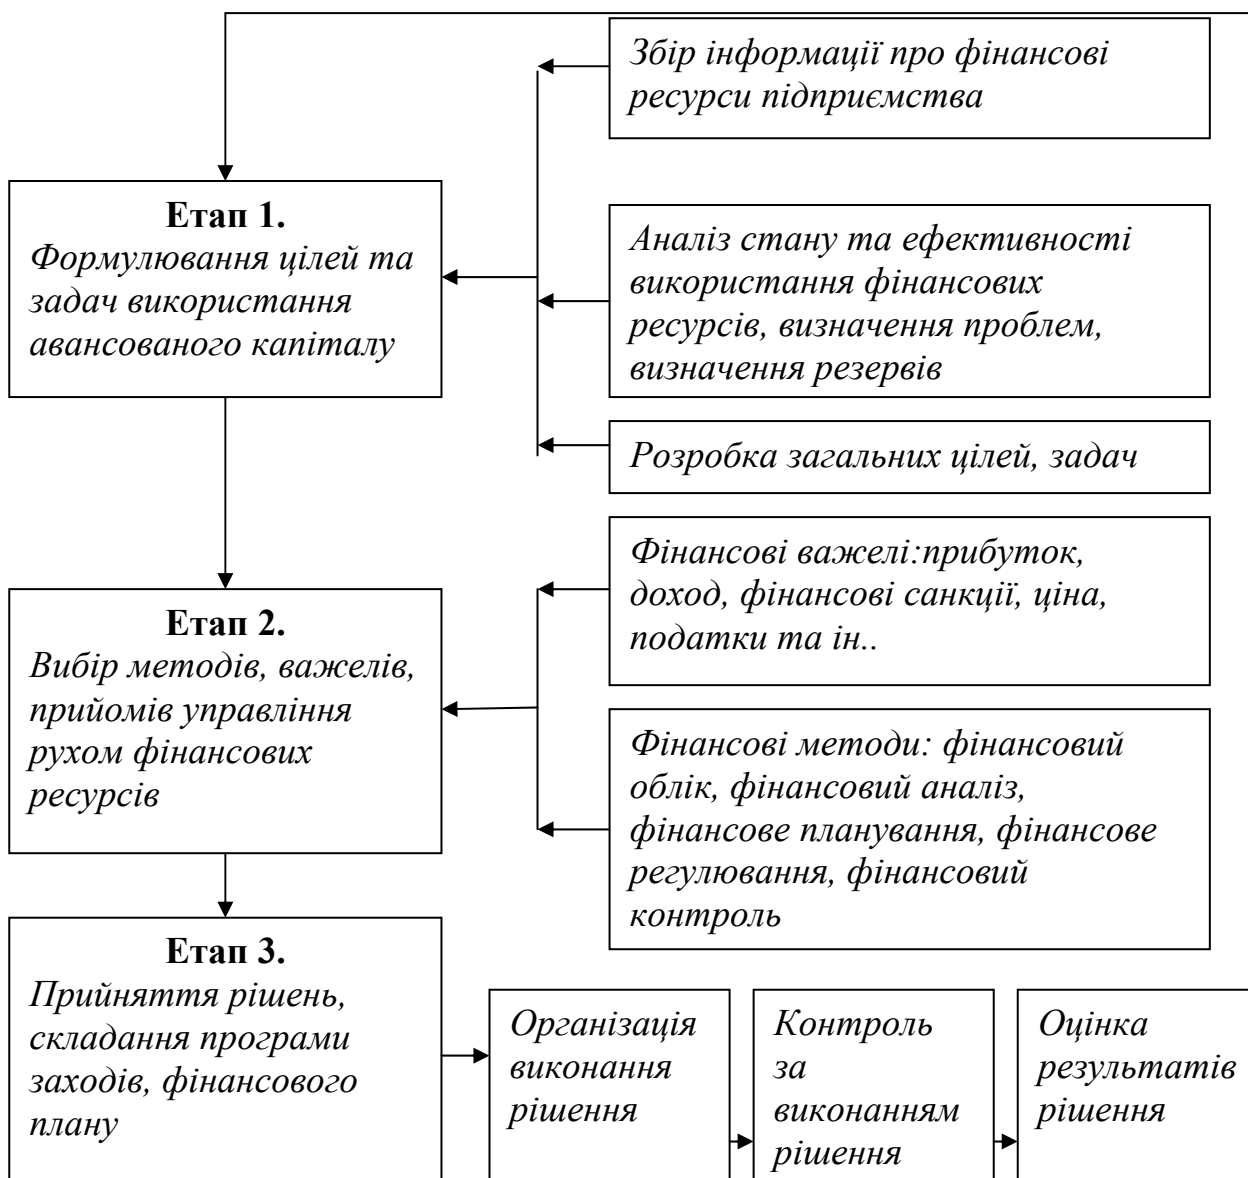 Збір інформації про фінансові
ресурси підприємства
Етап 1.
Формулювання цілей та
задач використання
авансованого капіталу
Аналіз стану та ефективності
використання фінансових
ресурсів, визначення проблем,
визначення резервів
Розробка загальних цілей, задач
Фінансові важелі:прибуток,
доход, фінансові санкції, ціна,
податки та ін..
Етап 2.
Вибір методів, важелів,
прийомів управління
рухом фінансових
ресурсів
Фінансові методи: фінансовий
облік, фінансовий аналіз,
фінансове планування, фінансове
регулювання, фінансовий
контроль
Етап 3.
Прийняття рішень,
складання програми
заходів, фінансового
плану
Організація
виконання
рішення
Контроль
за
виконанням
рішення
Оцінка
результатів
рішення